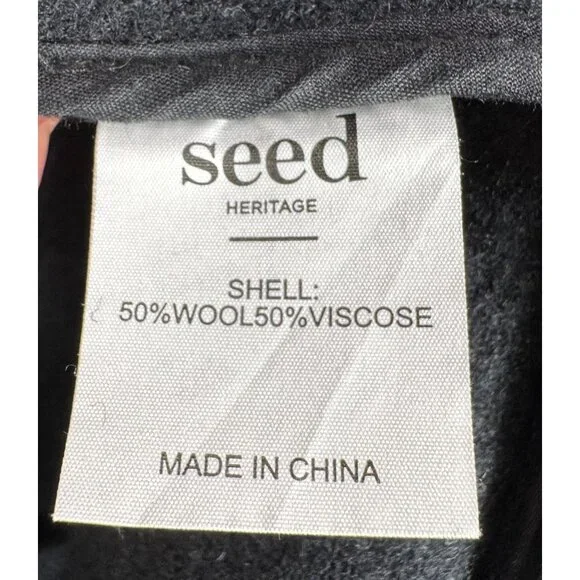 seed
HERITAGE
SHELL:
50%WOOL50%VISCOSE
MADE IN CHINA